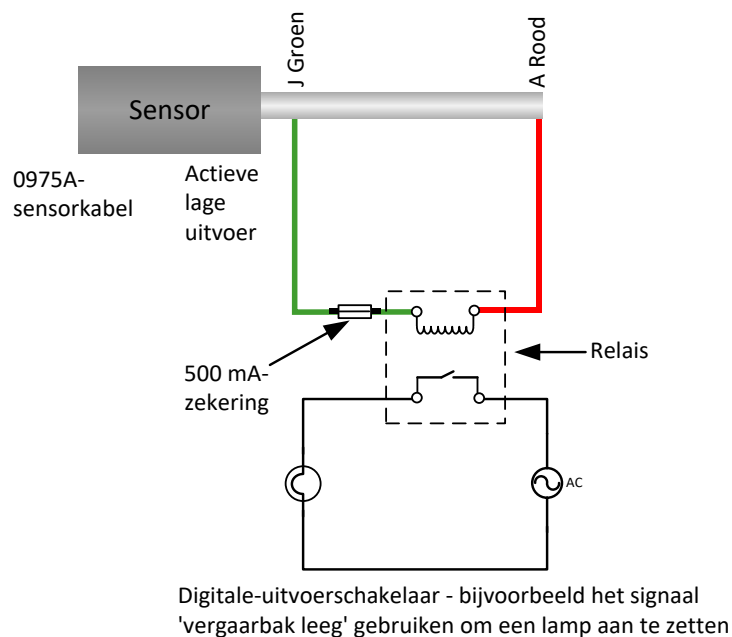 J Groen
A Rood
Sensor
0975A-
sensorkabel
Actieve
lage
uitvoer
500 mA-
zekering
Relais
AC
Digitale-uitvoerschakelaar - bijvoorbeeld het signaal
'vergaarbak leeg' gebruiken om een lamp aan te zetten